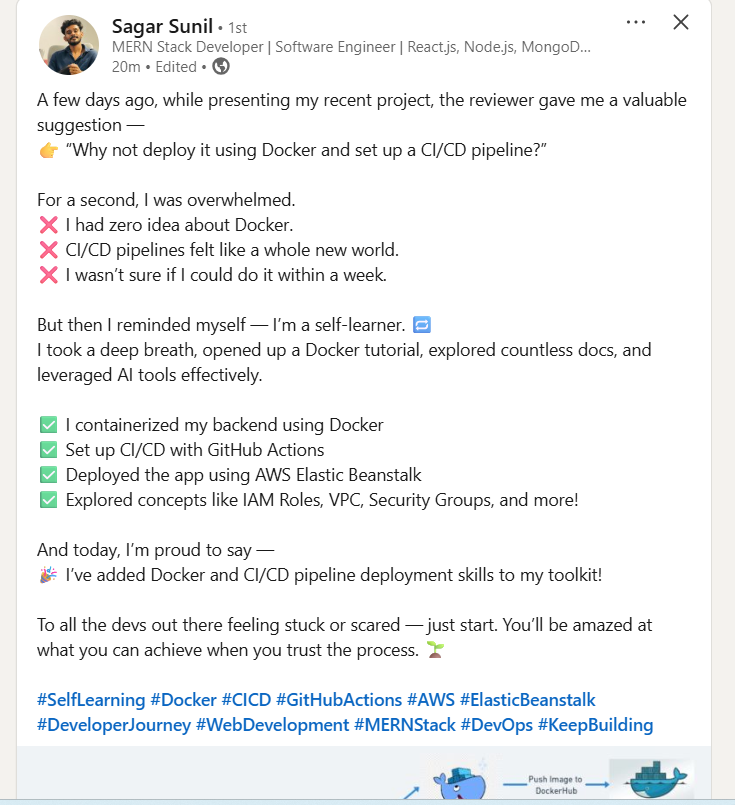 Sagar Sunil • 1st
MERN Stack Developer | Software Engineer | React.js, Node.js, MongoD...
20m • Edited •
A few days ago, while presenting my recent project, the reviewer gave me a valuable
suggestion —
👉 “Why not deploy it using Docker and set up a CI/CD pipeline?”
For a second, I was overwhelmed.
❌ I had zero idea about Docker.
❌ CI/CD pipelines felt like a whole new world.
❌ I wasn’t sure if I could do it within a week.
But then I reminded myself — I’m a self-learner. 🔁
I took a deep breath, opened up a Docker tutorial, explored countless docs, and
leveraged AI tools effectively.
✅ I containerized my backend using Docker
✅ Set up CI/CD with GitHub Actions
✅ Deployed the app using AWS Elastic Beanstalk
✅ Explored concepts like IAM Roles, VPC, Security Groups, and more!
And today, I’m proud to say —
🎉 I’ve added Docker and CI/CD pipeline deployment skills to my toolkit!
To all the devs out there feeling stuck or scared — just start. You’ll be amazed at
what you can achieve when you trust the process. 🌱
#SelfLearning #Docker #CICD #GitHubActions #AWS #ElasticBeanstalk
#DeveloperJourney #WebDevelopment #MERNStack #DevOps #KeepBuilding
Push Image to
DockerHub